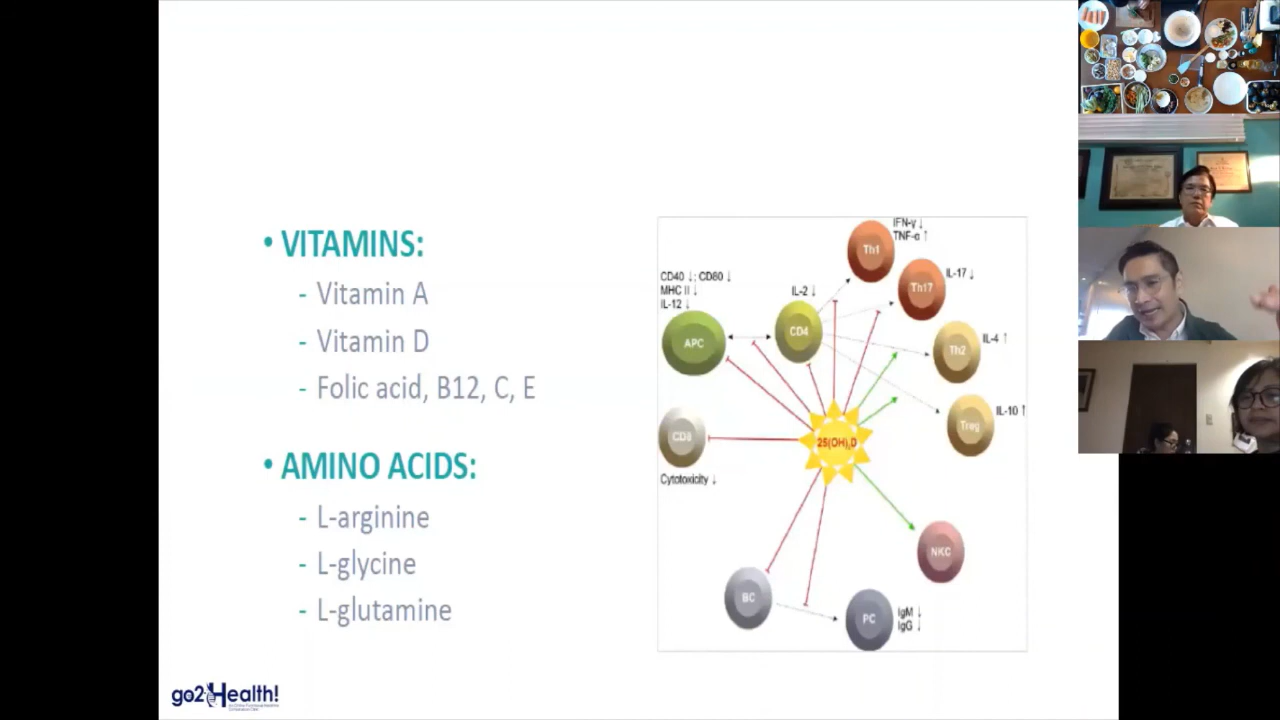 • VITAMINS:
- Vitamin A
- Vitamin D
- Folic acid, B12, C, E
• AMINO ACIDS:
- L-arginine
- L-glycine
- L-glutamine
IFN-γ ↓
TNF-α ↑
Th1
IL-17 ↓
Th17
CD40 ↓; CD80 ↓
MHC II ↓
IL-12 ↓
IL-2 ↓
APC
CD4
Th2
IL-4 ↑
Treg
IL-10 ↑
25(OH)₂D
CD8
Cytotoxicity ↓
NKC
BC
PC
IgM ↓
IgG ↓
go2Health!